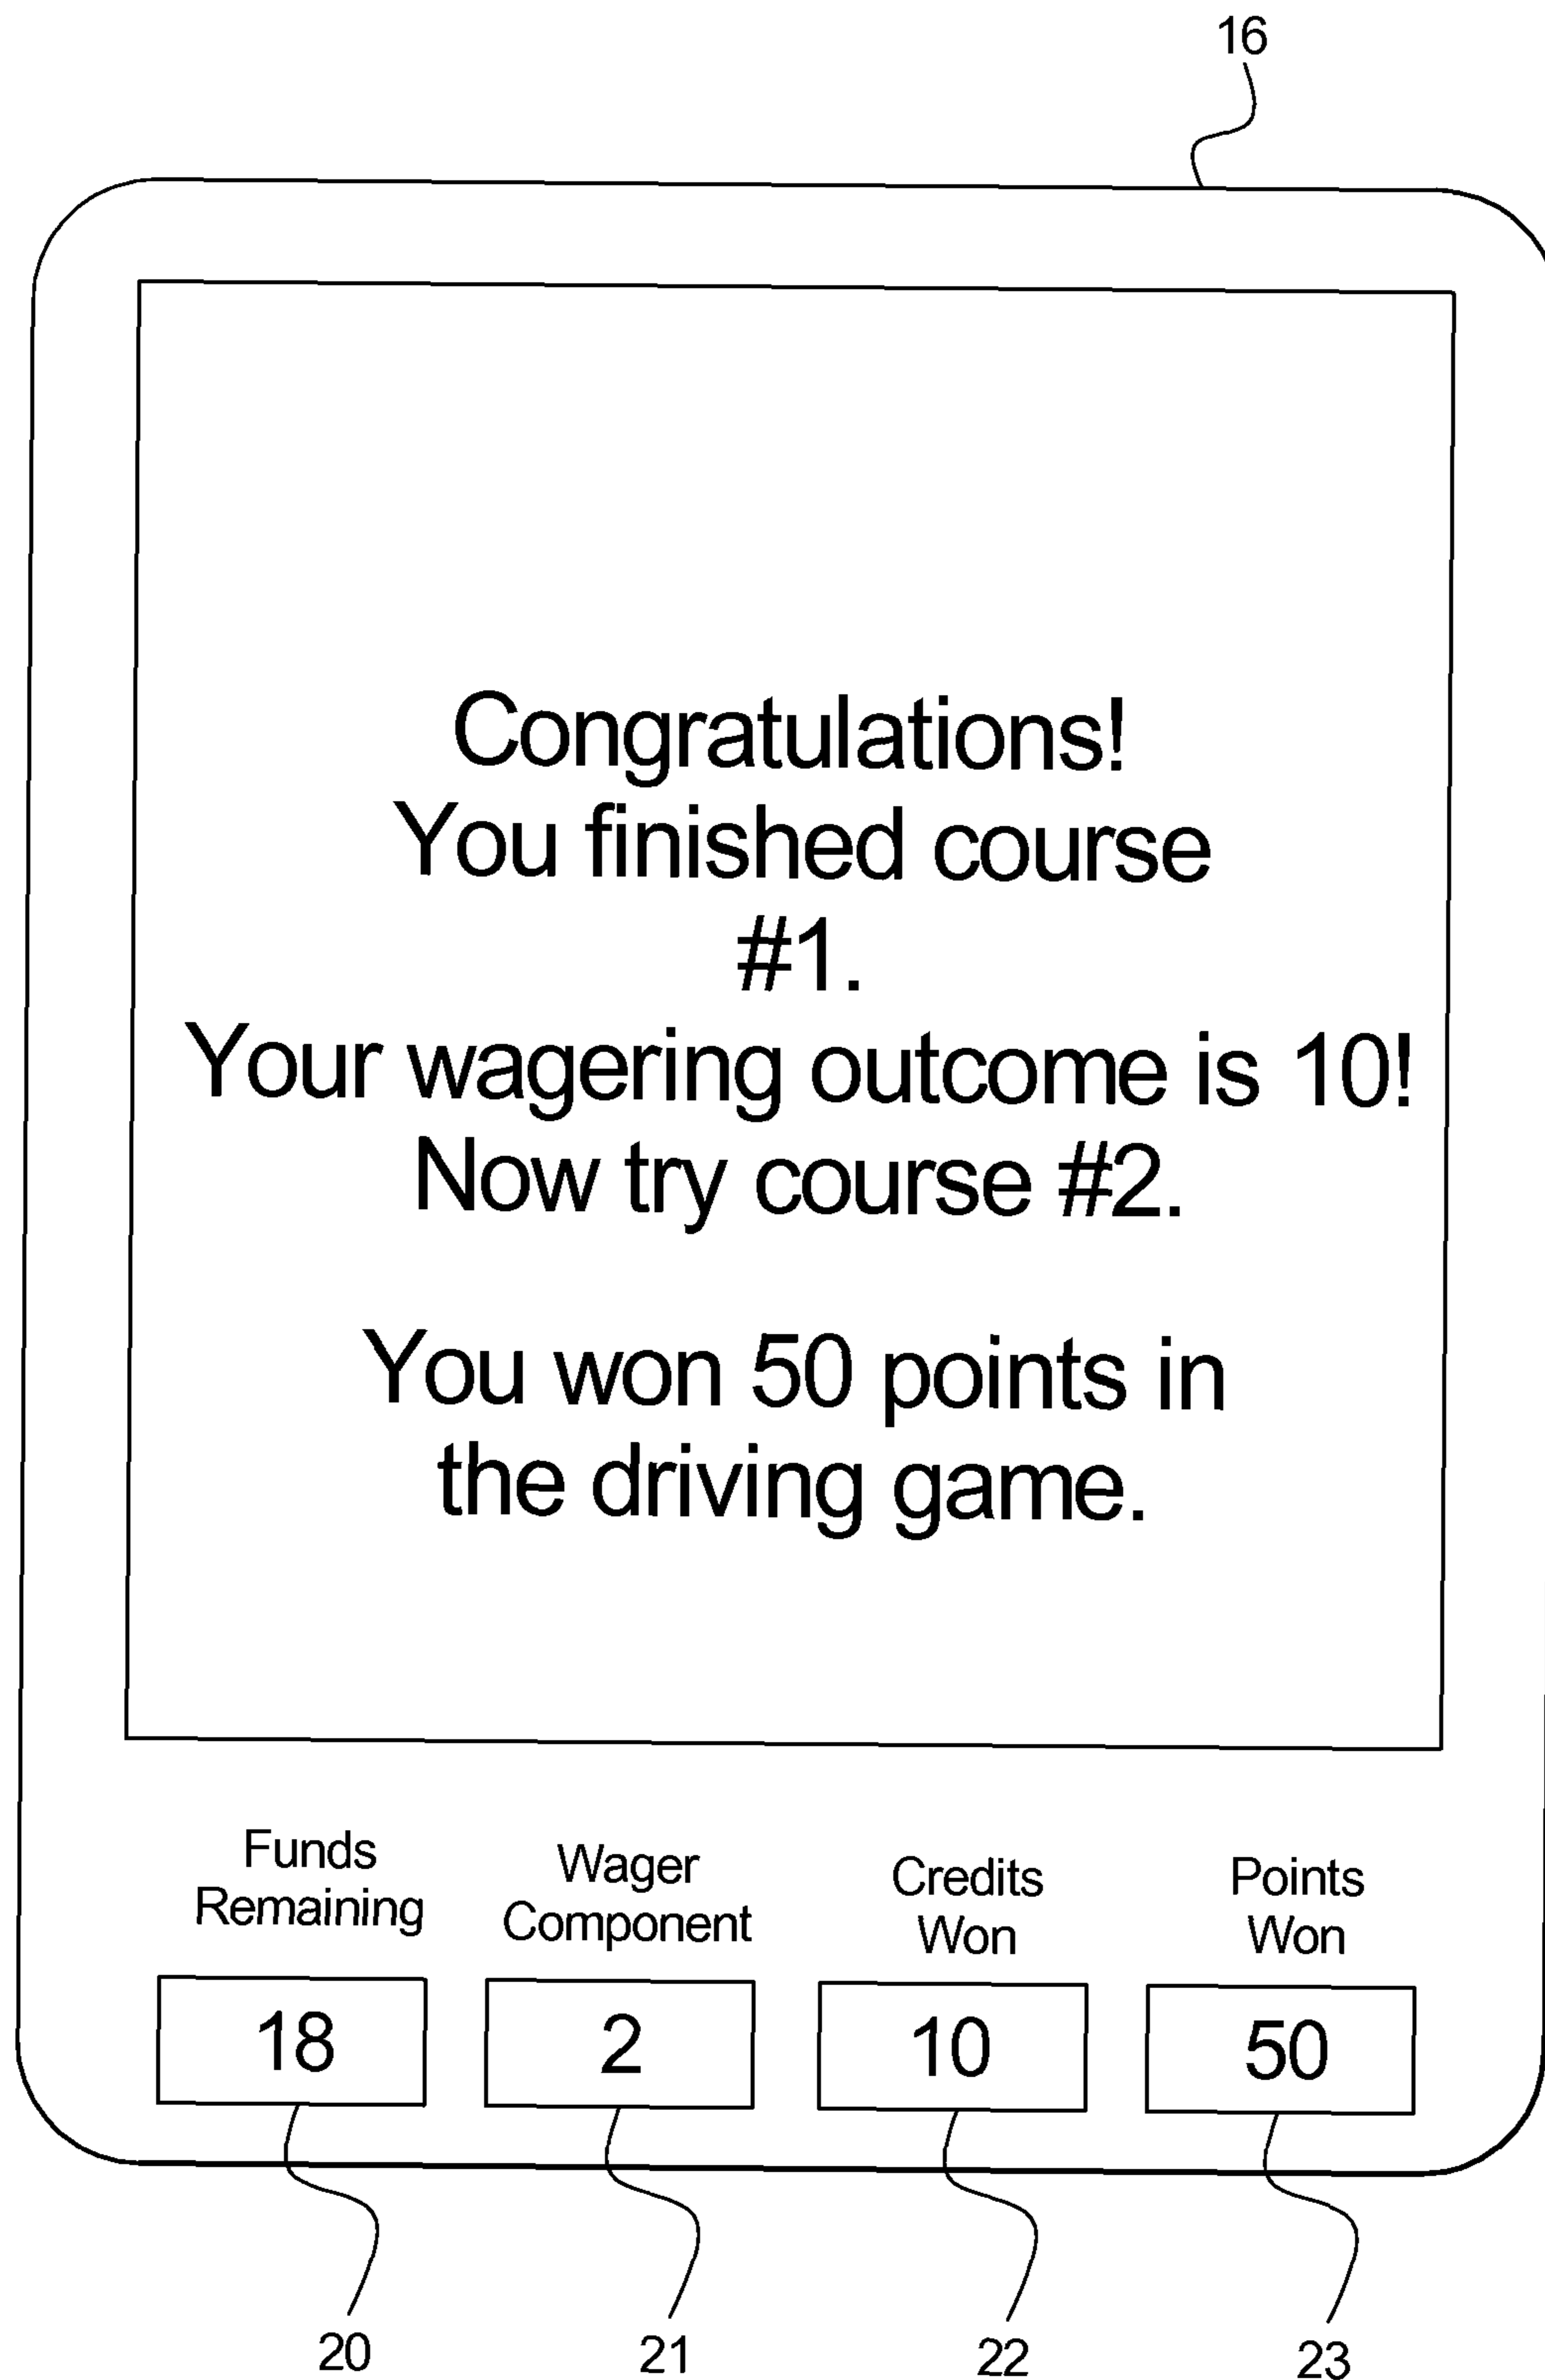 16
Congratulations!
You finished course
#1.
Your wagering outcome is 10!
Now try course #2.
You won 50 points in
the driving game.
Funds
Remaining
Wager
Component
Credits
Won
Points
Won
18
2
10
50
20
21
22
23